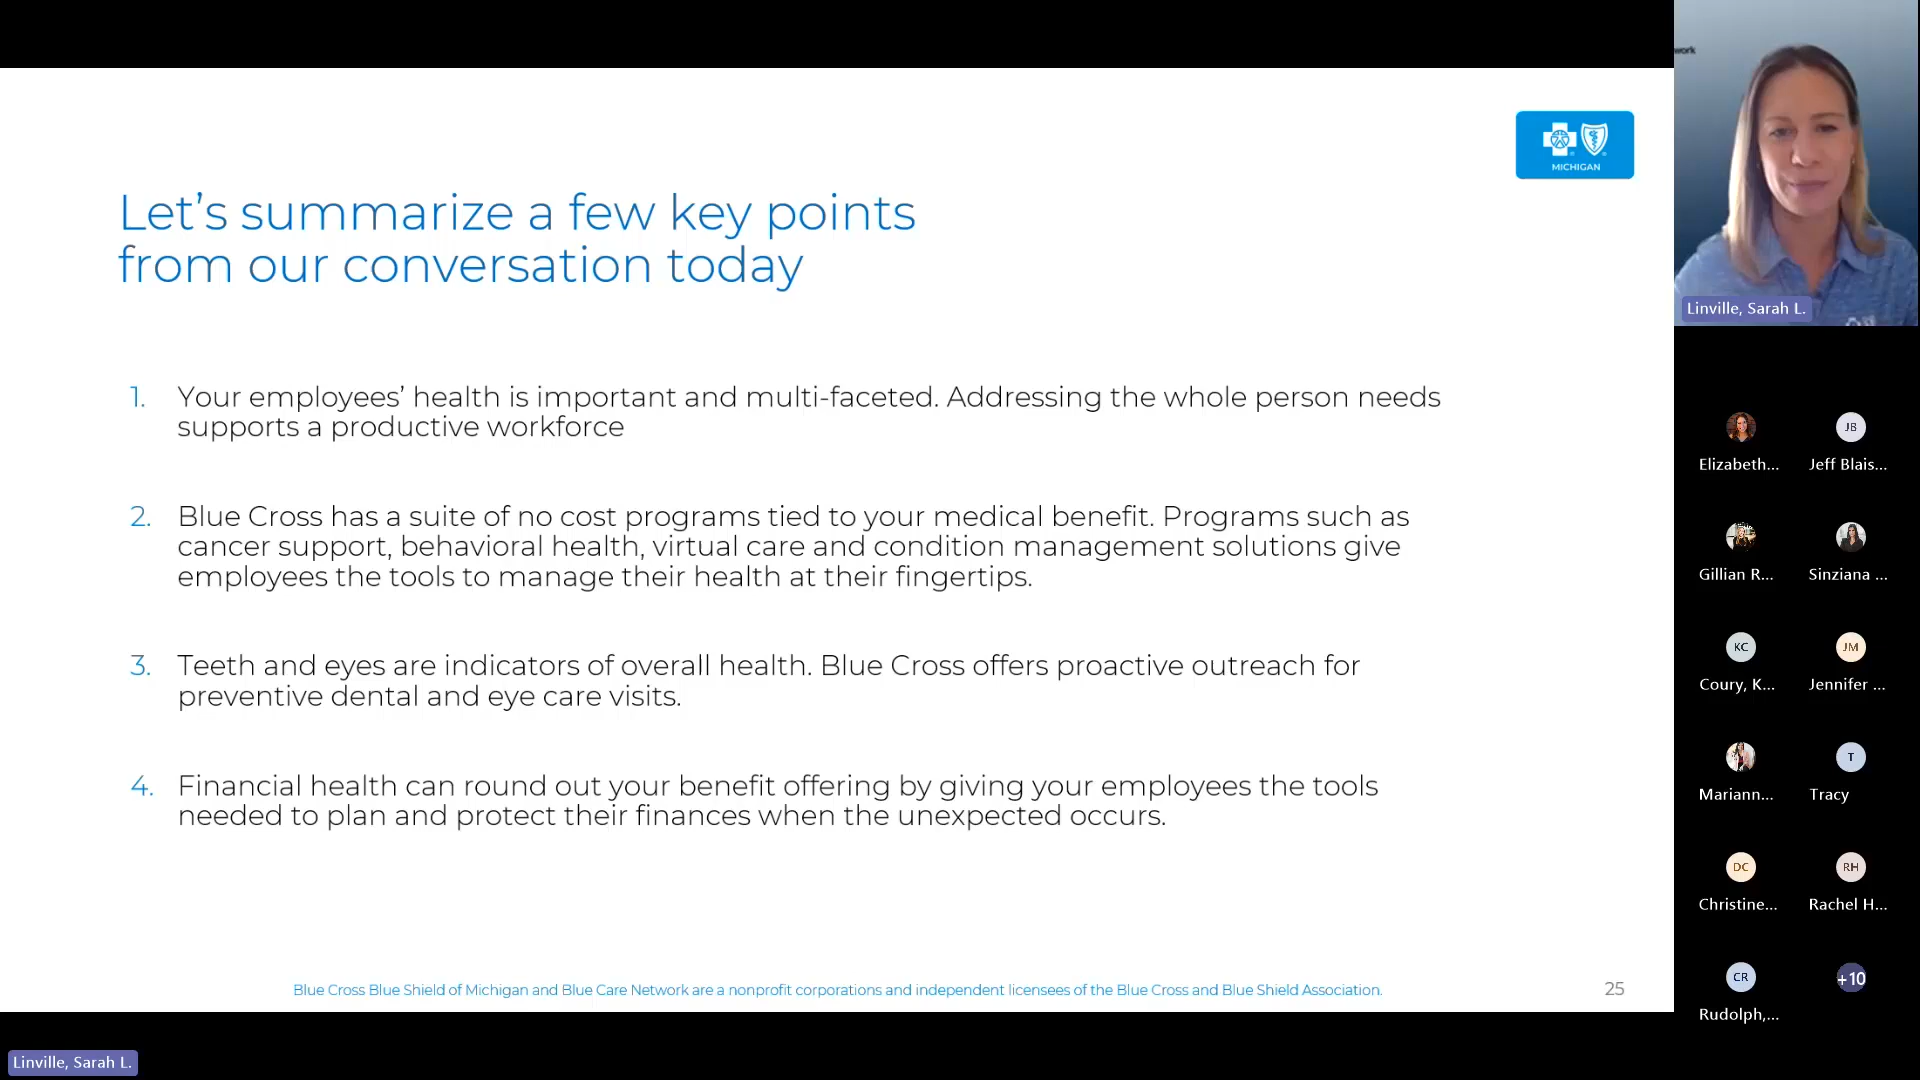 work
MICHIGAN
Let’s summarize a few key points
from our conversation today
1. Your employees’ health is important and multi-faceted. Addressing the whole person needs
supports a productive workforce
2. Blue Cross has a suite of no cost programs tied to your medical benefit. Programs such as
cancer support, behavioral health, virtual care and condition management solutions give
employees the tools to manage their health at their fingertips.
3. Teeth and eyes are indicators of overall health. Blue Cross offers proactive outreach for
preventive dental and eye care visits.
4. Financial health can round out your benefit offering by giving your employees the tools
needed to plan and protect their finances when the unexpected occurs.
Blue Cross Blue Shield of Michigan and Blue Care Network are a nonprofit corporations and independent licensees of the Blue Cross and Blue Shield Association.
25
Linville, Sarah L.
Linville, Sarah L.
JB
Elizabeth... Jeff Blais...
Gillian R... Sinziana ...
KC JM
Coury, K... Jennifer ...
T
Mariann... Tracy
DC RH
Christine... Rachel H...
CR +10
Rudolph,...